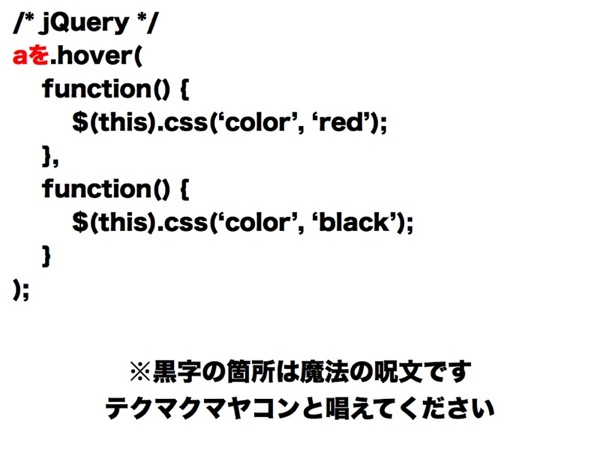 /* jQuery */
aを.hover(
function() {
$(this).css(‘color’, ‘red’);
},
function() {
$(this).css(‘color’, ‘black’);
}
);
※黒字の箇所は魔法の呪文です
テクマクマヤコンと唱えてください